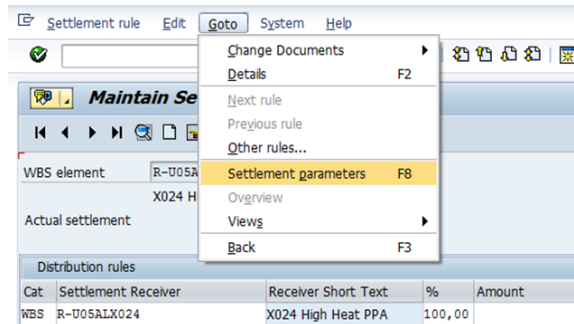 Settlement rule Edit Goto System Help
Change Documents
Details F2
Next rule
Previous rule
Other rules...
Settlement parameters F8
Overview
Views
Back F3
Maintain Se
WBS element R-U05A
X024 H
Actual settlement
Distribution rules
Cat Settlement Receiver Receiver Short Text % Amount
WBS R-U05ALX024 X024 High Heat PPA 100,00